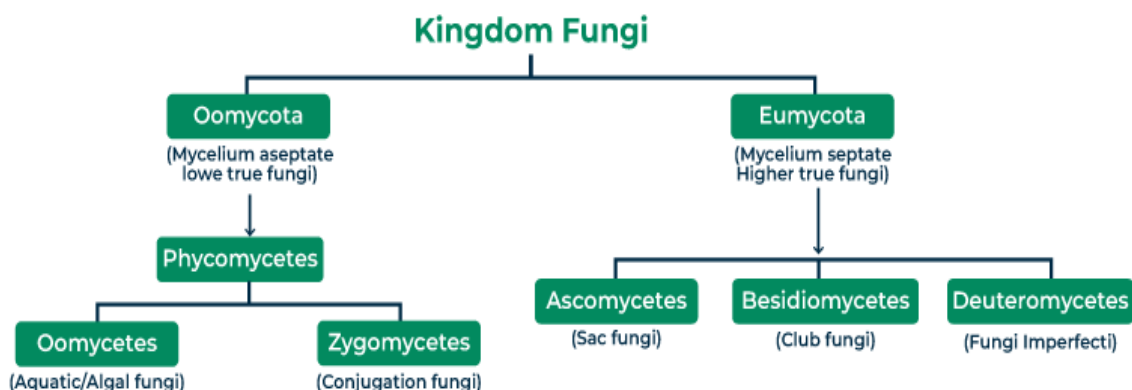 Kingdom Fungi
Oomycota
(Mycelium aseptate
lowe true fungi)
Eumycota
(Mycelium septate
Higher true fungi)
Phycomycetes
Oomycetes
(Aquatic/Algal fungi)
Zygomycetes
(Conjugation fungi)
Ascomycetes
(Sac fungi)
Besidiomycetes
(Club fungi)
Deuteromycetes
(Fungi Imperfecti)